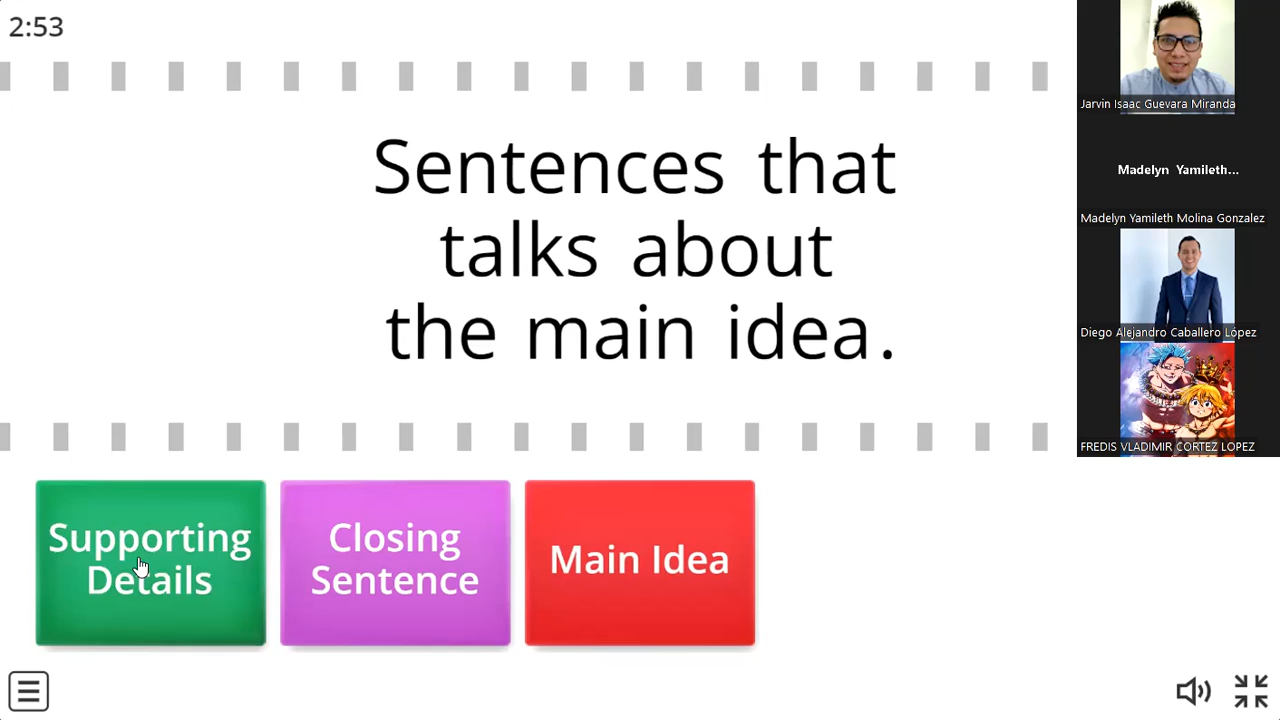 2:53
Sentences that
talks about
the main idea.
Supporting
Details
Closing
Sentence
Main Idea
Jarvin Isaac Guevara Miranda
Madelyn Yamileth...
Madelyn Yamileth Molina Gonzalez
Diego Alejandro Caballero López
FREDIS VLADIMIR CORTEZ LOPEZ